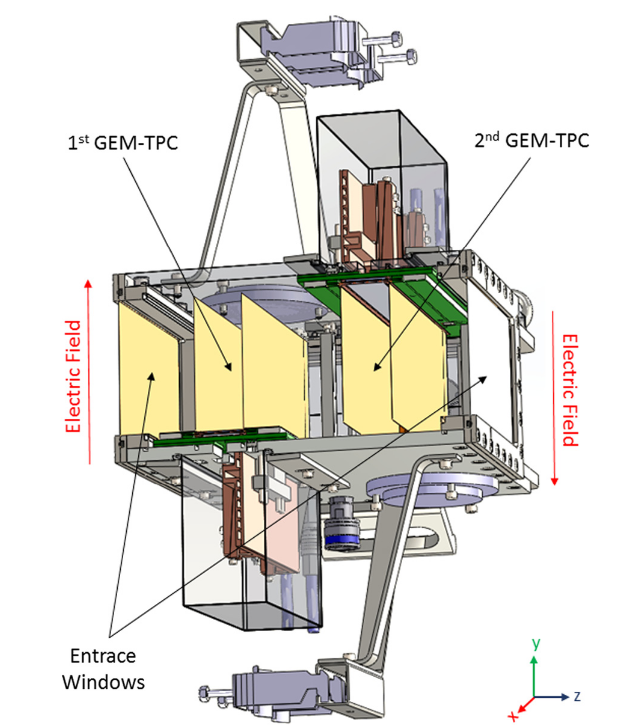 1st GEM-TPC
2nd GEM-TPC
Electric Field
Electric Field
Entrace
Windows
y
z
x